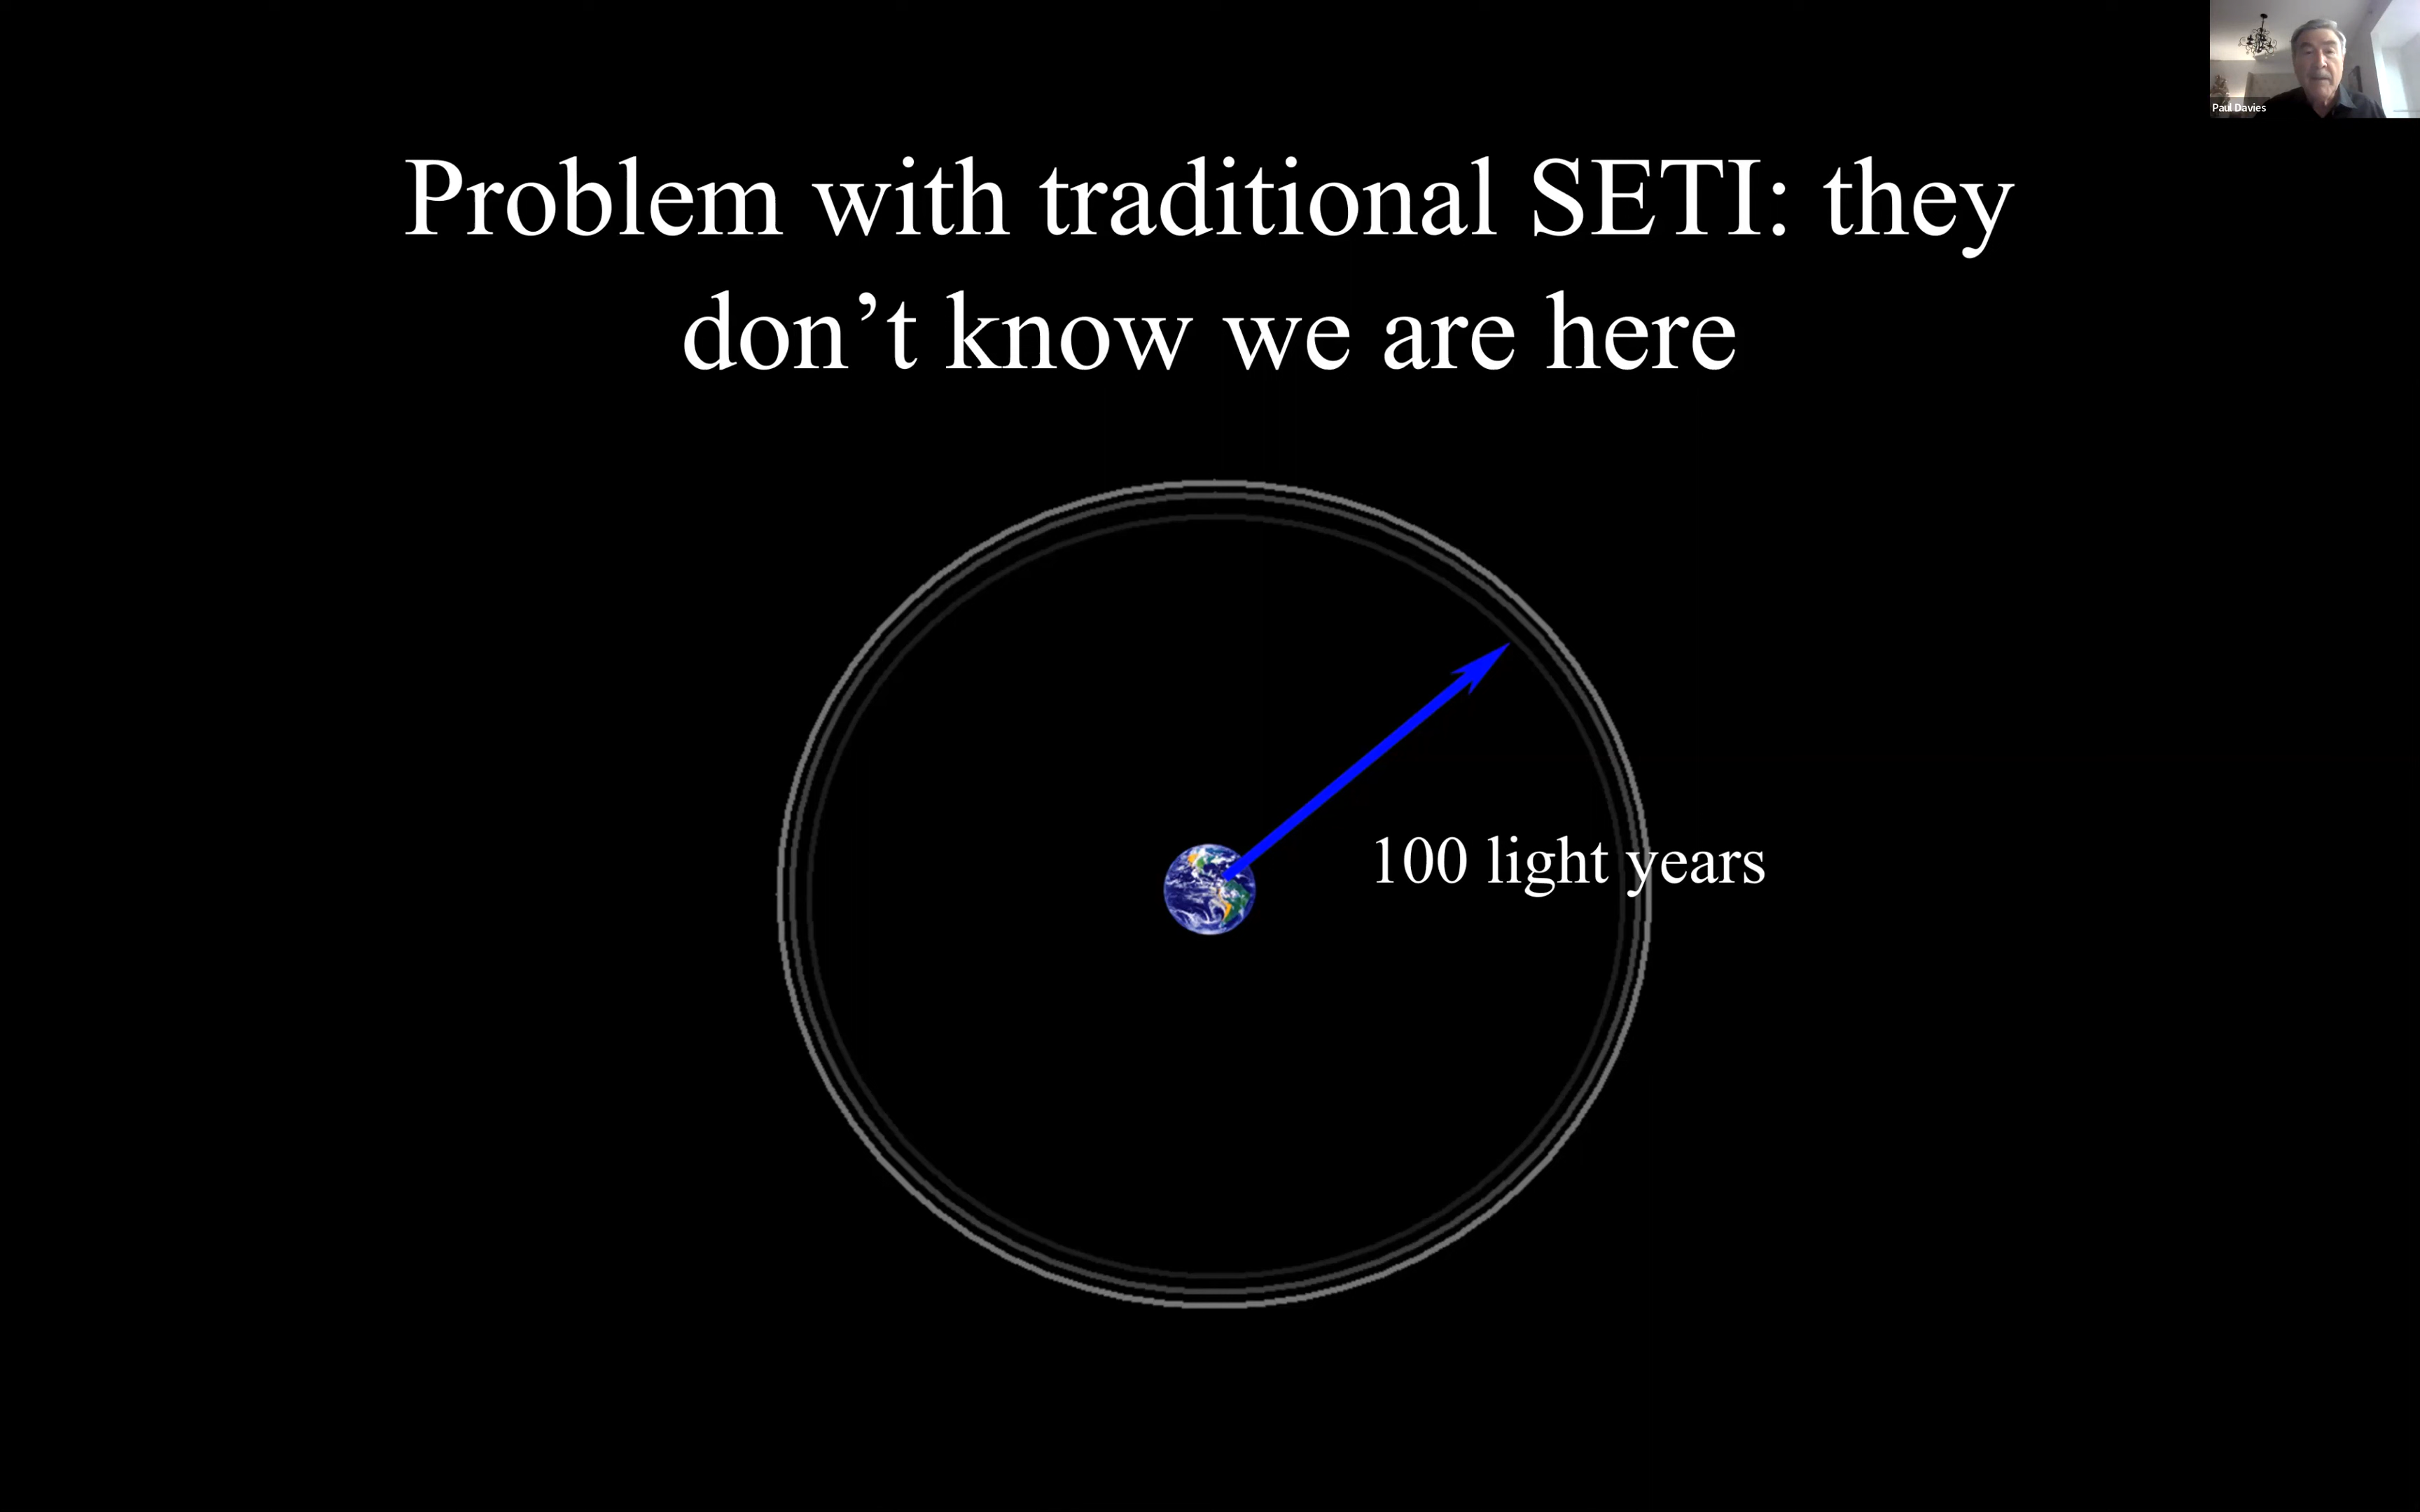 Paul Davies
Problem with traditional SETI: they
don’t know we are here
100 light years